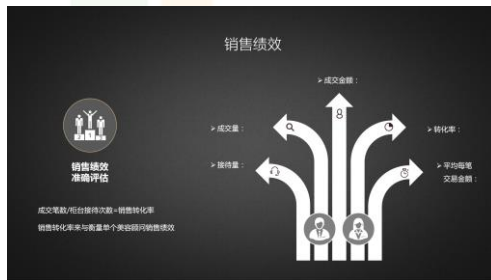 销售绩效
➢ 成交金额：
➢ 成交量：
➢ 转化率：
➢ 接待量：
➢ 平均每笔
交易金额：
销售绩效
准确评估
成交笔数/柜台接待次数=销售转化率
销售转化率来与衡量单个美容顾问销售绩效